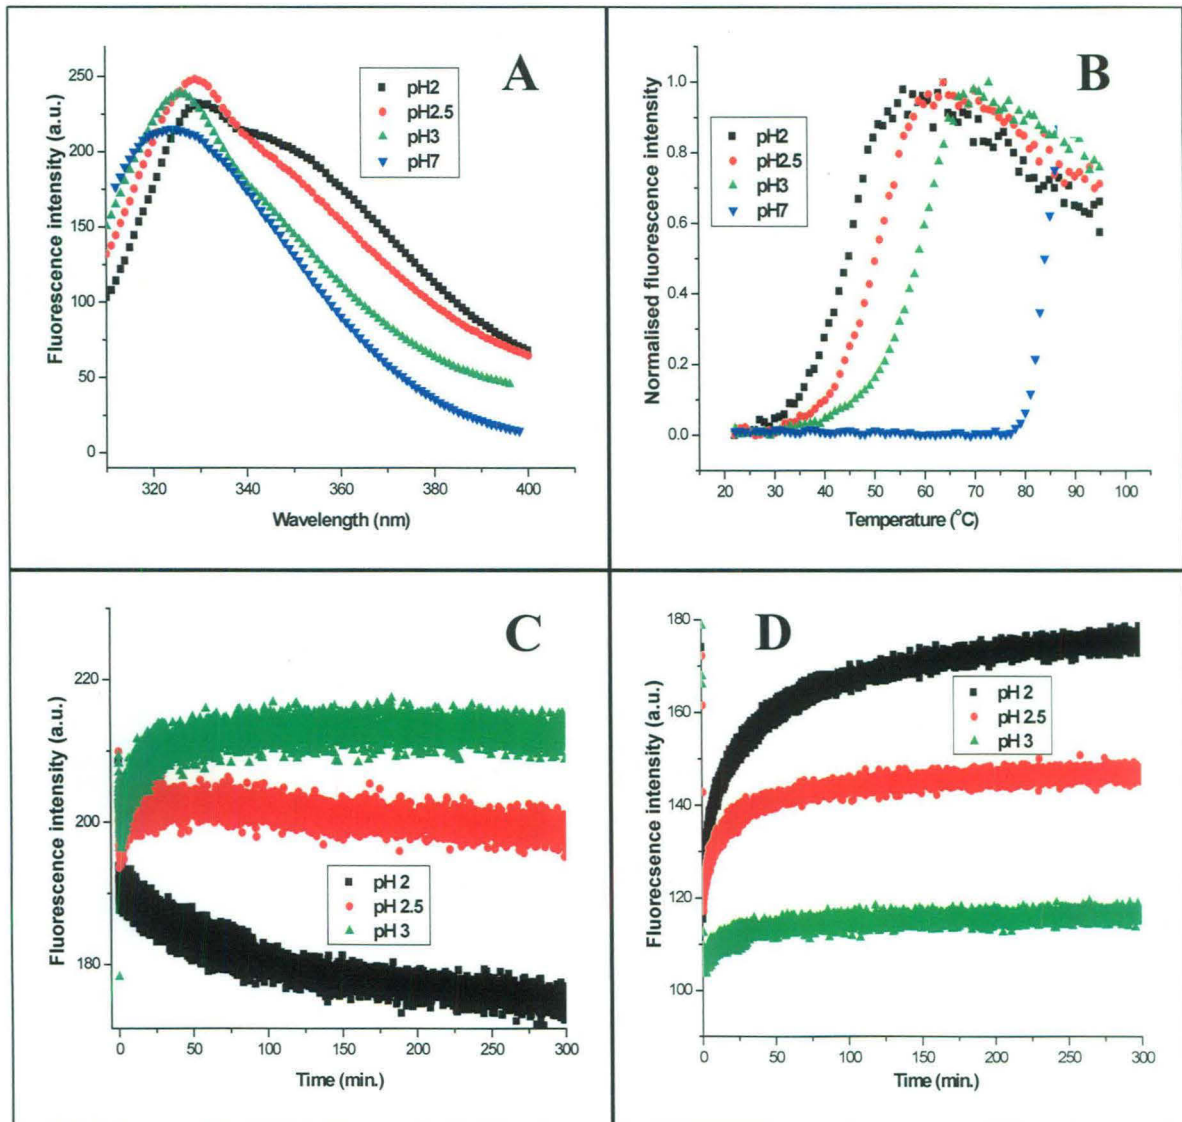 A
Fluorescence intensity (a.u.)
250
200
150
100
50
0
pH2
pH2.5
pH3
pH7
320
340
360
380
400
Wavelength (nm)
B
Normalised fluorescence intensity
1.0
0.8
0.6
0.4
0.2
0.0
pH2
pH2.5
pH3
pH7
20
30
40
50
60
70
80
90
100
Temperature (°C)
C
Fluorescence intensity (a.u.)
220
200
180
pH 2
pH 2.5
pH 3
0
50
100
150
200
250
300
Time (min.)
D
Fluorecsence intensity (a.u.)
180
160
140
120
100
pH 2
pH 2.5
pH 3
0
50
100
150
200
250
300
Time (min.)